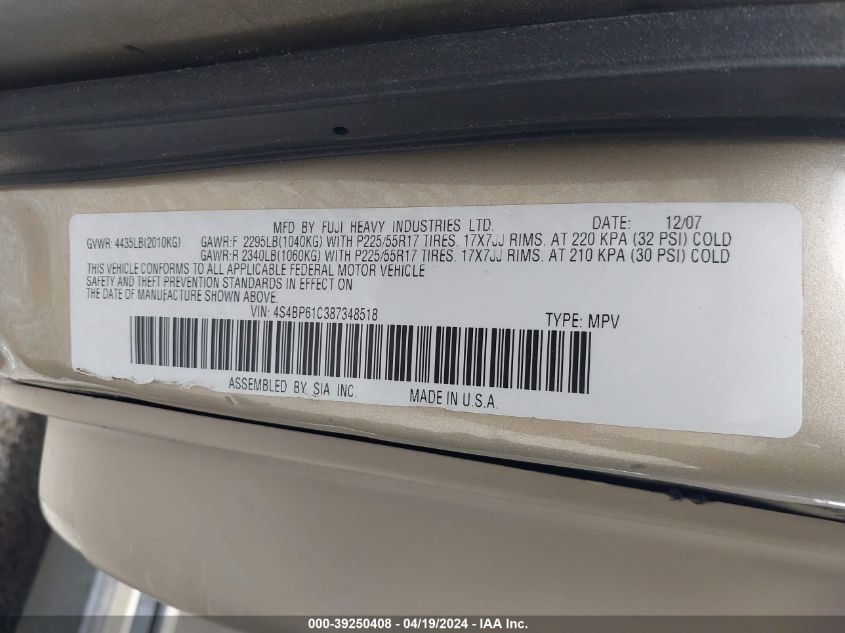 MFD BY FUJI HEAVY INDUSTRIES LTD. DATE: 12/07
GVWR: 4435LB(2010KG) GAWR:F 2295LB(1040KG) WITH P225/55R17 TIRES. 17X7JJ RIMS. AT 220 KPA (32 PSI) COLD
GAWR:R 2340LB(1060KG) WITH P225/55R17 TIRES. 17X7JJ RIMS. AT 210 KPA (30 PSI) COLD
THIS VEHICLE CONFORMS TO ALL APPLICABLE FEDERAL MOTOR VEHICLE
SAFETY AND THEFT PREVENTION STANDARDS IN EFFECT ON
THE DATE OF MANUFACTURE SHOWN ABOVE.
VIN: 4S4BP61C387348518 TYPE: MPV
ASSEMBLED BY SIA INC. MADE IN U.S.A.
000-39250408 - 04/19/2024 - IAA Inc.